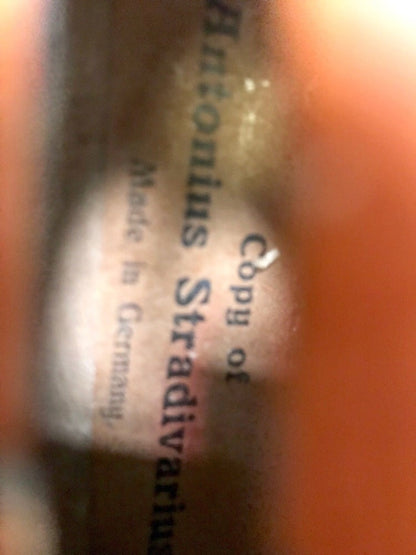 Copy of
Antonius Stradivarius
Made in Germany.